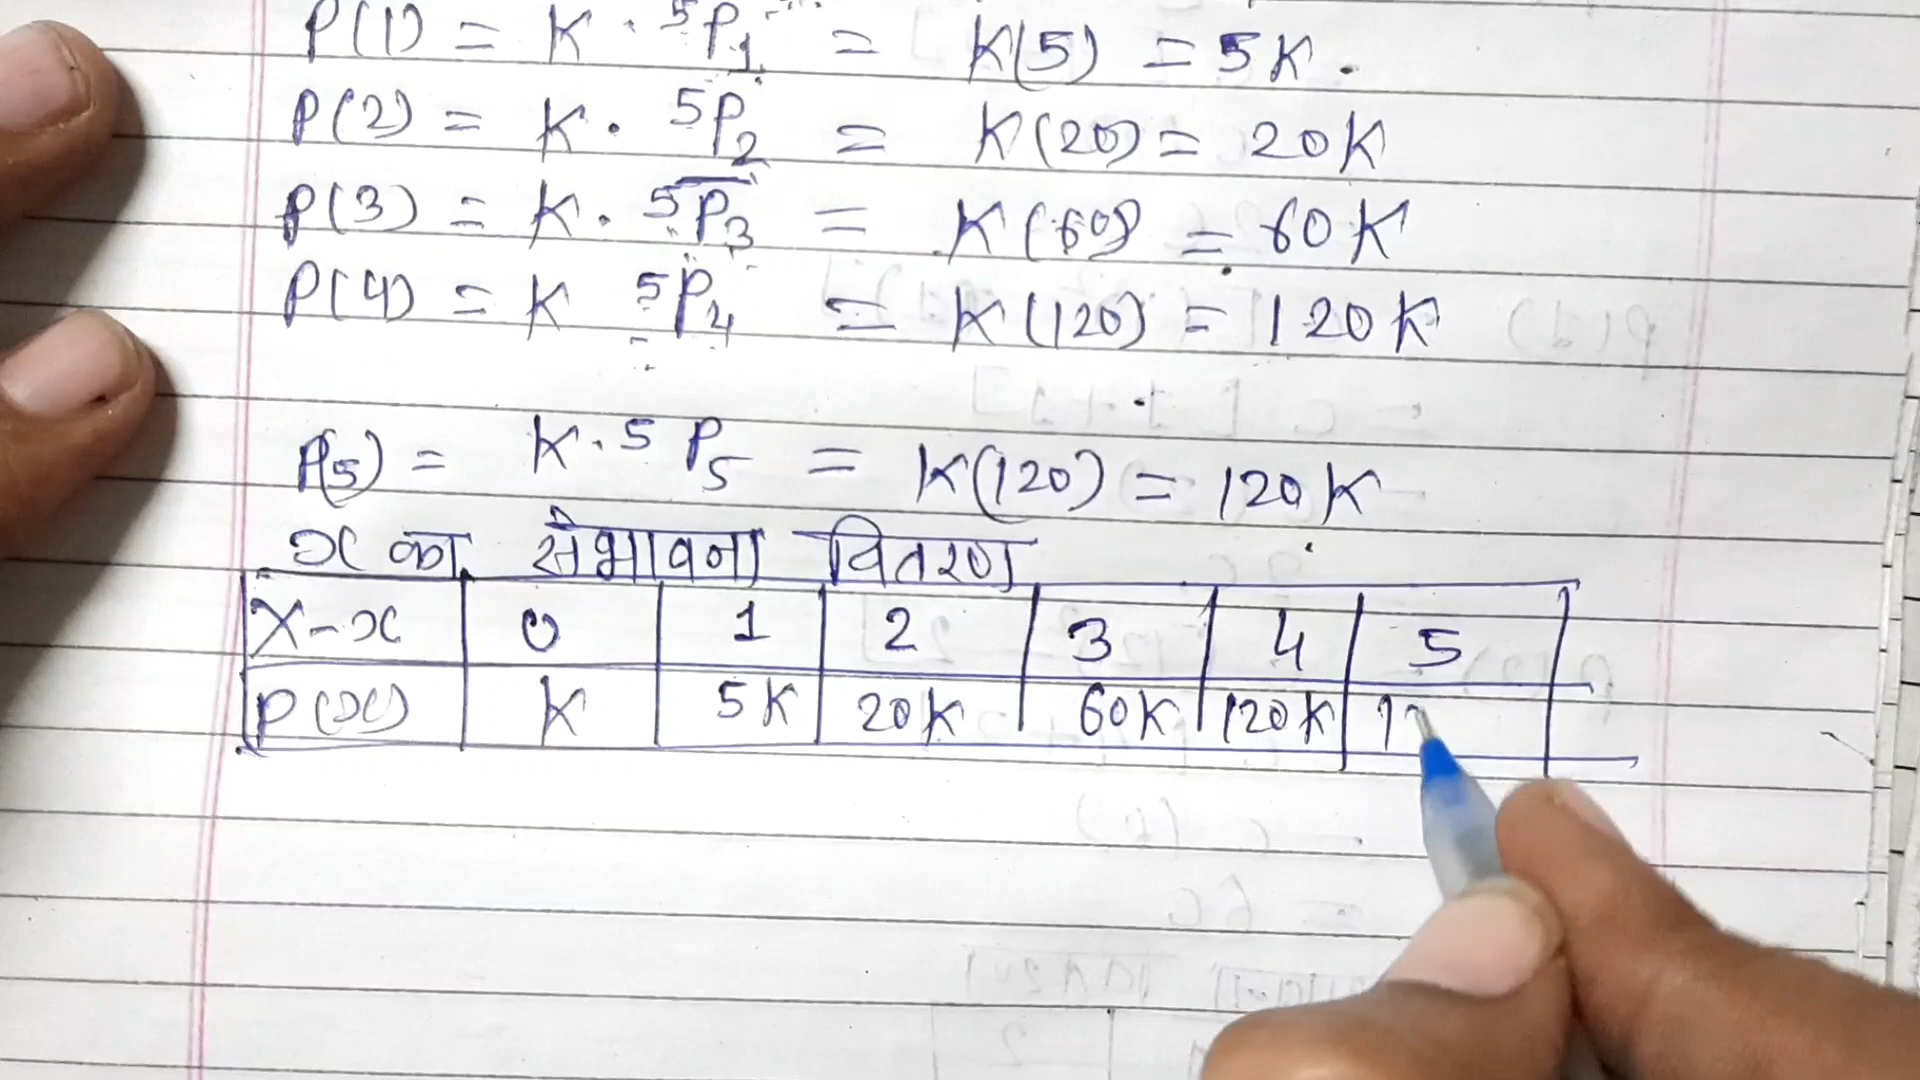 P(1) = K . ⁵P₁ = K(5) = 5K.
P(2) = K . ⁵P₂ = K(20) = 20K
P(3) = K . ⁵P₃ = K(60) = 60K
P(4) = K ⁵P₄ = K(120) = 120K
P(5) = K . ⁵P₅ = K(120) = 120K
x का संभावना वितरण
X-x 0 1 2 3 4 5
P(x) K 5K 20K 60K 120K 12